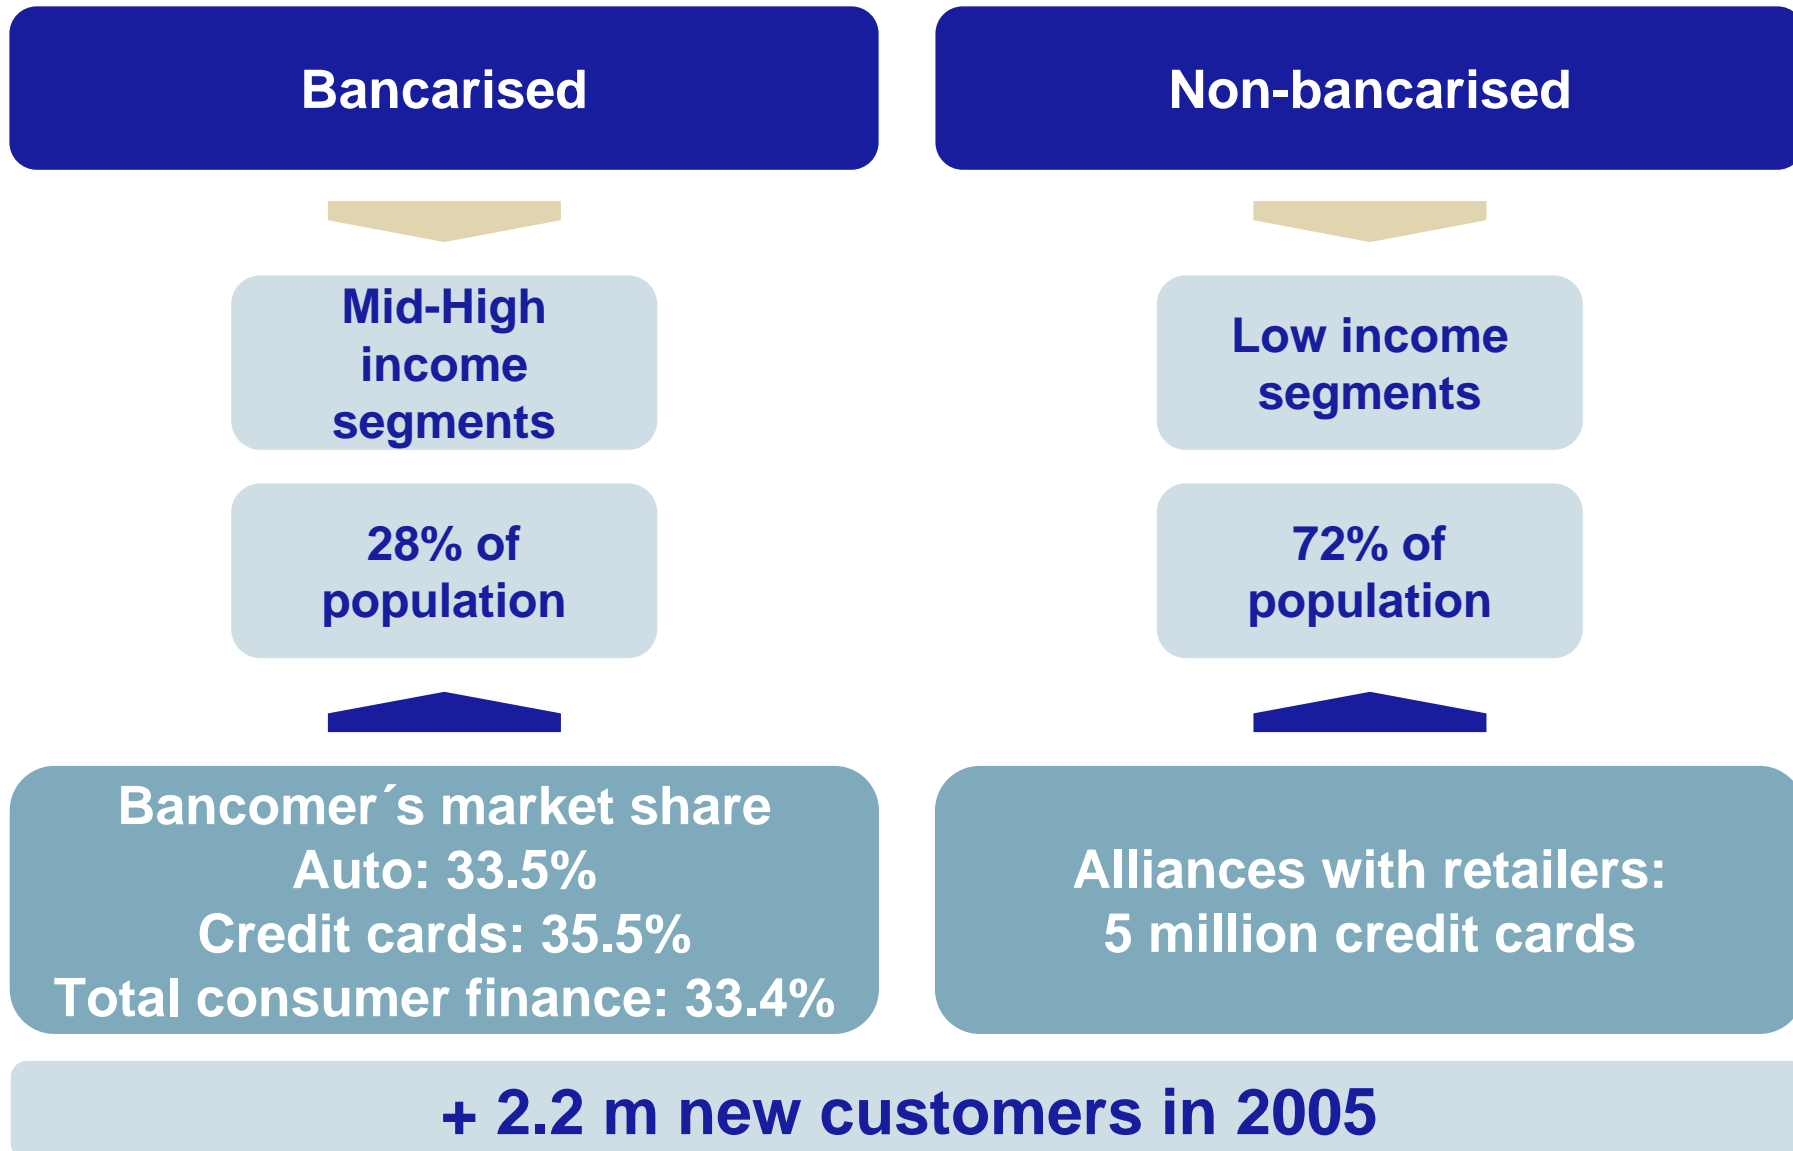 Bancarised
Non-bancarised
Mid-High
income
segments
Low income
segments
28% of
population
72% of
population
Bancomer´s market share
Auto: 33.5%
Credit cards: 35.5%
Total consumer finance: 33.4%
Alliances with retailers:
5 million credit cards
+ 2.2 m new customers in 2005